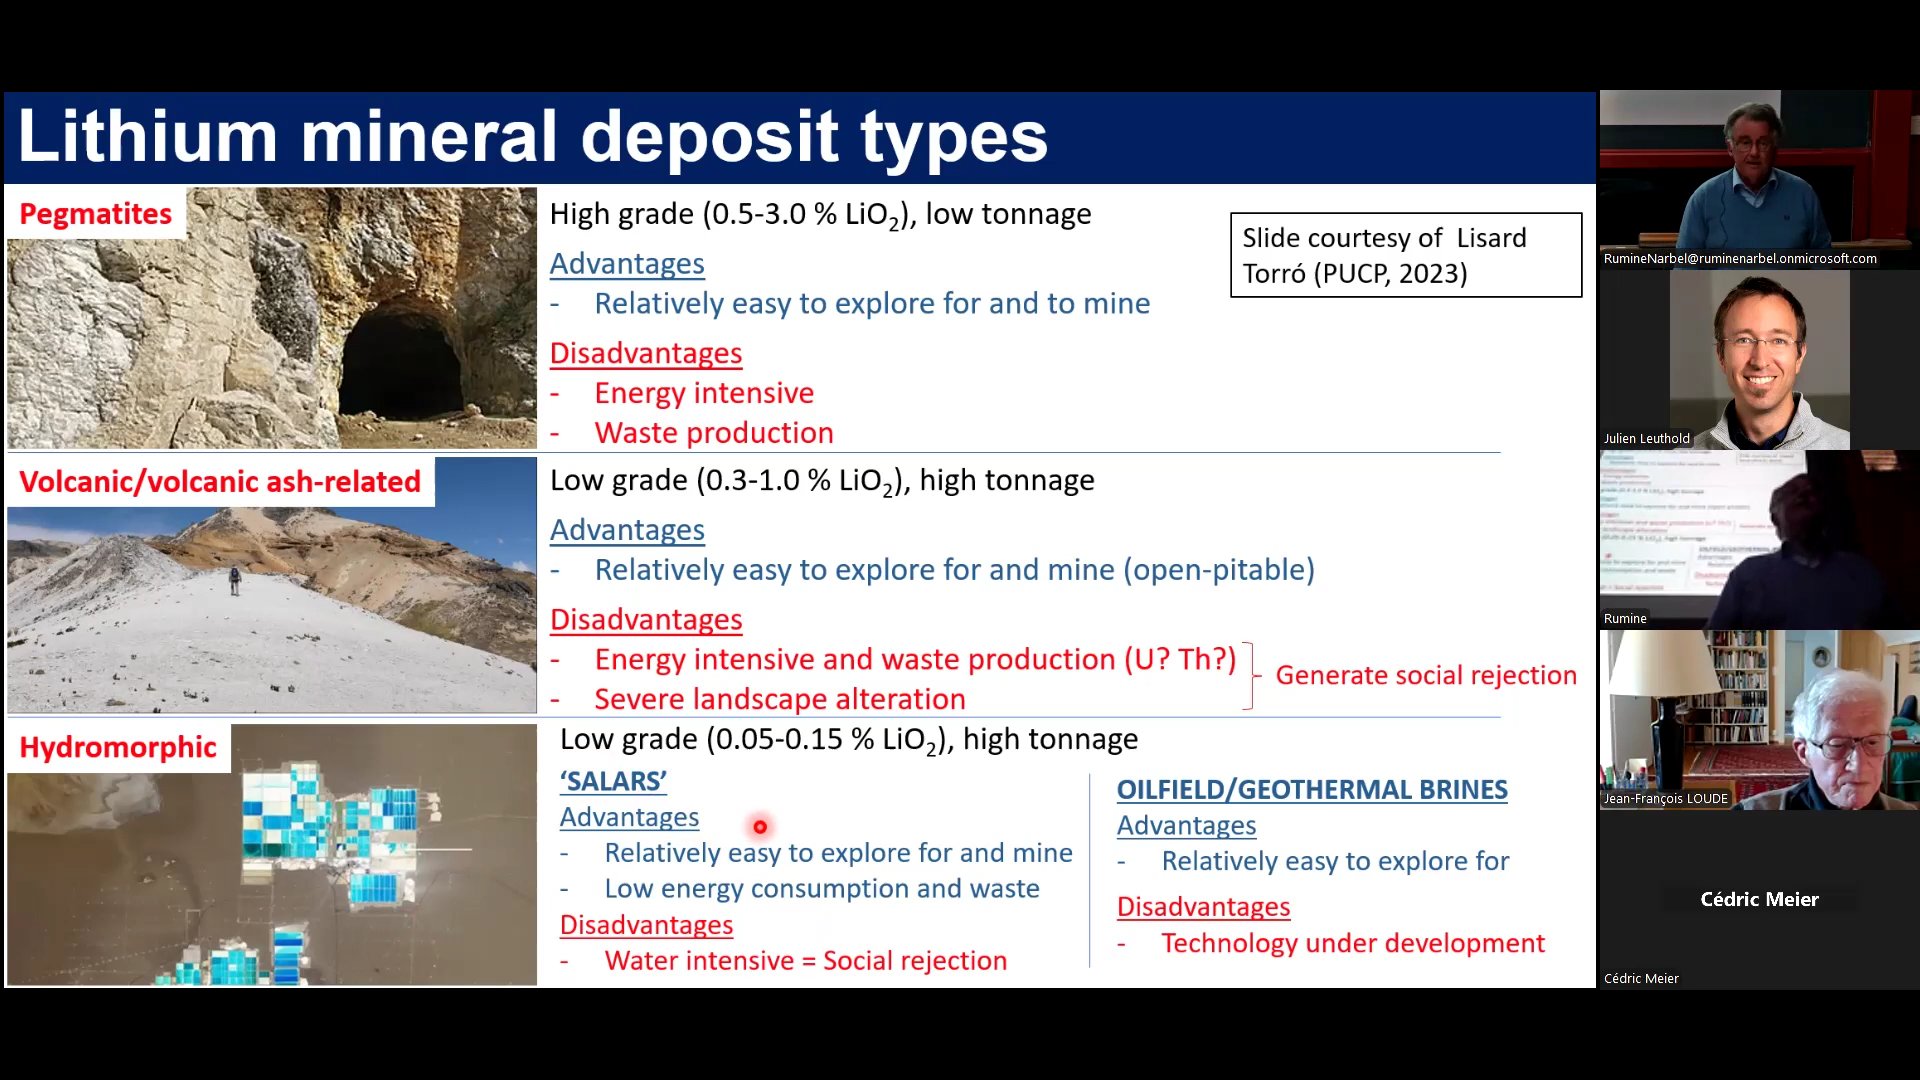 Lithium mineral deposit types
Pegmatites
High grade (0.5-3.0 % LiO₂), low tonnage
Advantages
- Relatively easy to explore for and to mine
Disadvantages
- Energy intensive
- Waste production
Slide courtesy of Lisard
Torró (PUCP, 2023)
Volcanic/volcanic ash-related
Low grade (0.3-1.0 % LiO₂), high tonnage
Advantages
- Relatively easy to explore for and mine (open-pitable)
Disadvantages
- Energy intensive and waste production (U? Th?)
- Severe landscape alteration
Generate social rejection
Hydromorphic
Low grade (0.05-0.15 % LiO₂), high tonnage
‘SALARS’
Advantages
- Relatively easy to explore for and mine
- Low energy consumption and waste
Disadvantages
- Water intensive = Social rejection
OILFIELD/GEOTHERMAL BRINES
Advantages
- Relatively easy to explore for
Disadvantages
- Technology under development
RumineNarbel@ruminenarbel.onmicrosoft.com
Julien Leuthold
Rumine
Jean-François LOUDE
Cédric Meier
Cédric Meier